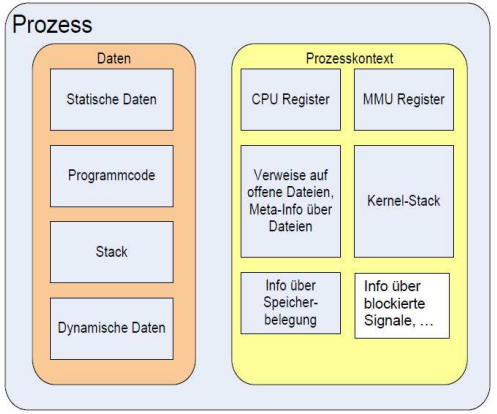 Prozess
Daten
Statische Daten
Programmcode
Stack
Dynamische Daten
Prozesskontext
CPU Register
MMU Register
Verweise auf
offene Dateien,
Meta-Info über
Dateien
Kernel-Stack
Info über
Speicher-
belegung
Info über
blockierte
Signale, …